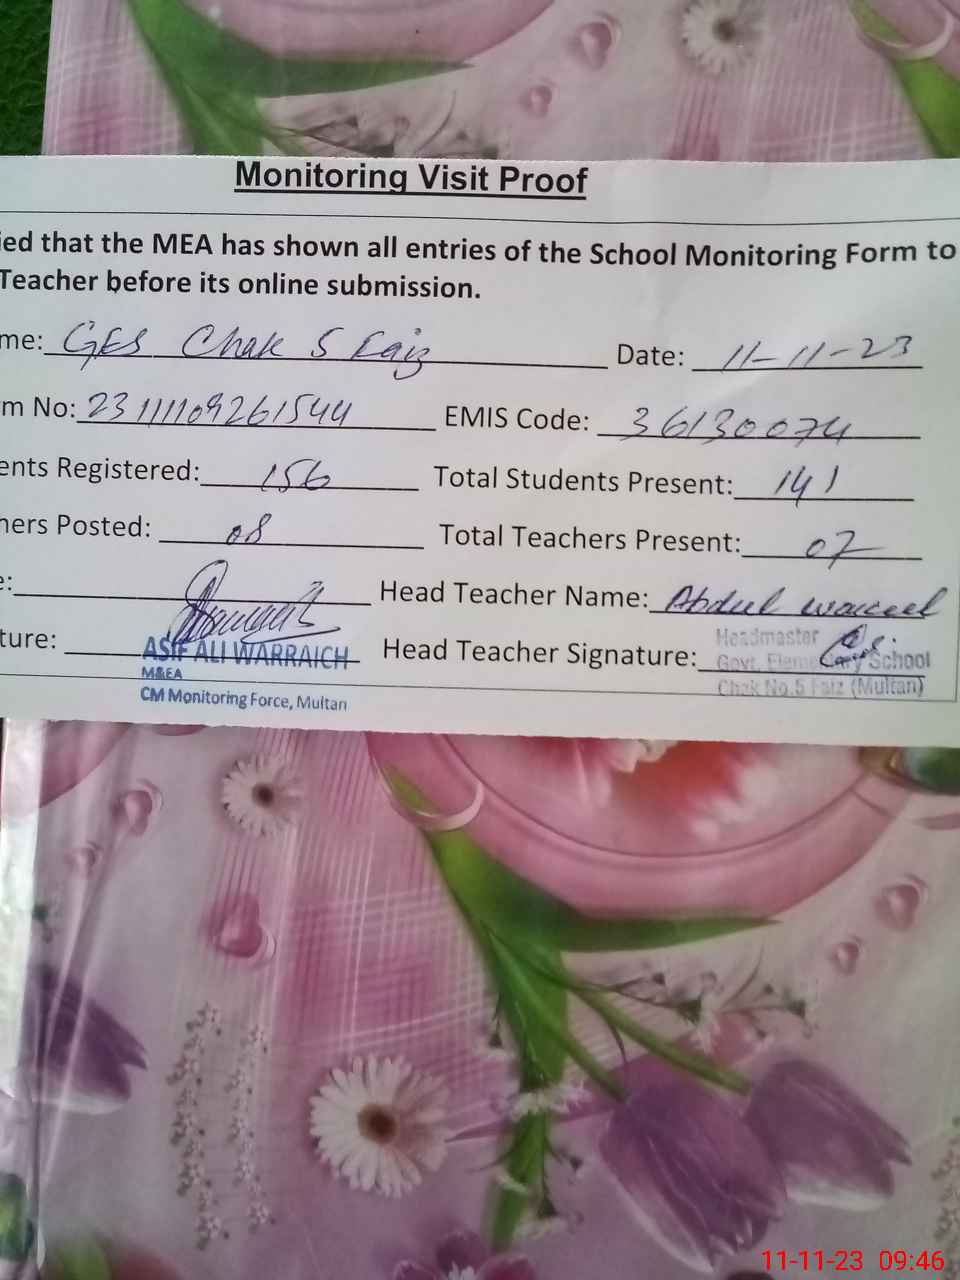 Monitoring Visit Proof
ied that the MEA has shown all entries of the School Monitoring Form to
Teacher before its online submission.
me: GES Chak 5 Faiz Date: 11-11-23
m No: 231111109261544 EMIS Code: 36130074
ents Registered: 156 Total Students Present: 141
hers Posted: 08 Total Teachers Present: 07
e: Head Teacher Name: Abdul wakeel
ture: Head Teacher Signature:
ASIF ALI WARRAICH
M&EA
CM Monitoring Force, Multan
Headmaster
Govt. Elementary School
Chak No.5 Faiz (Multan)
11-11-23 09:46